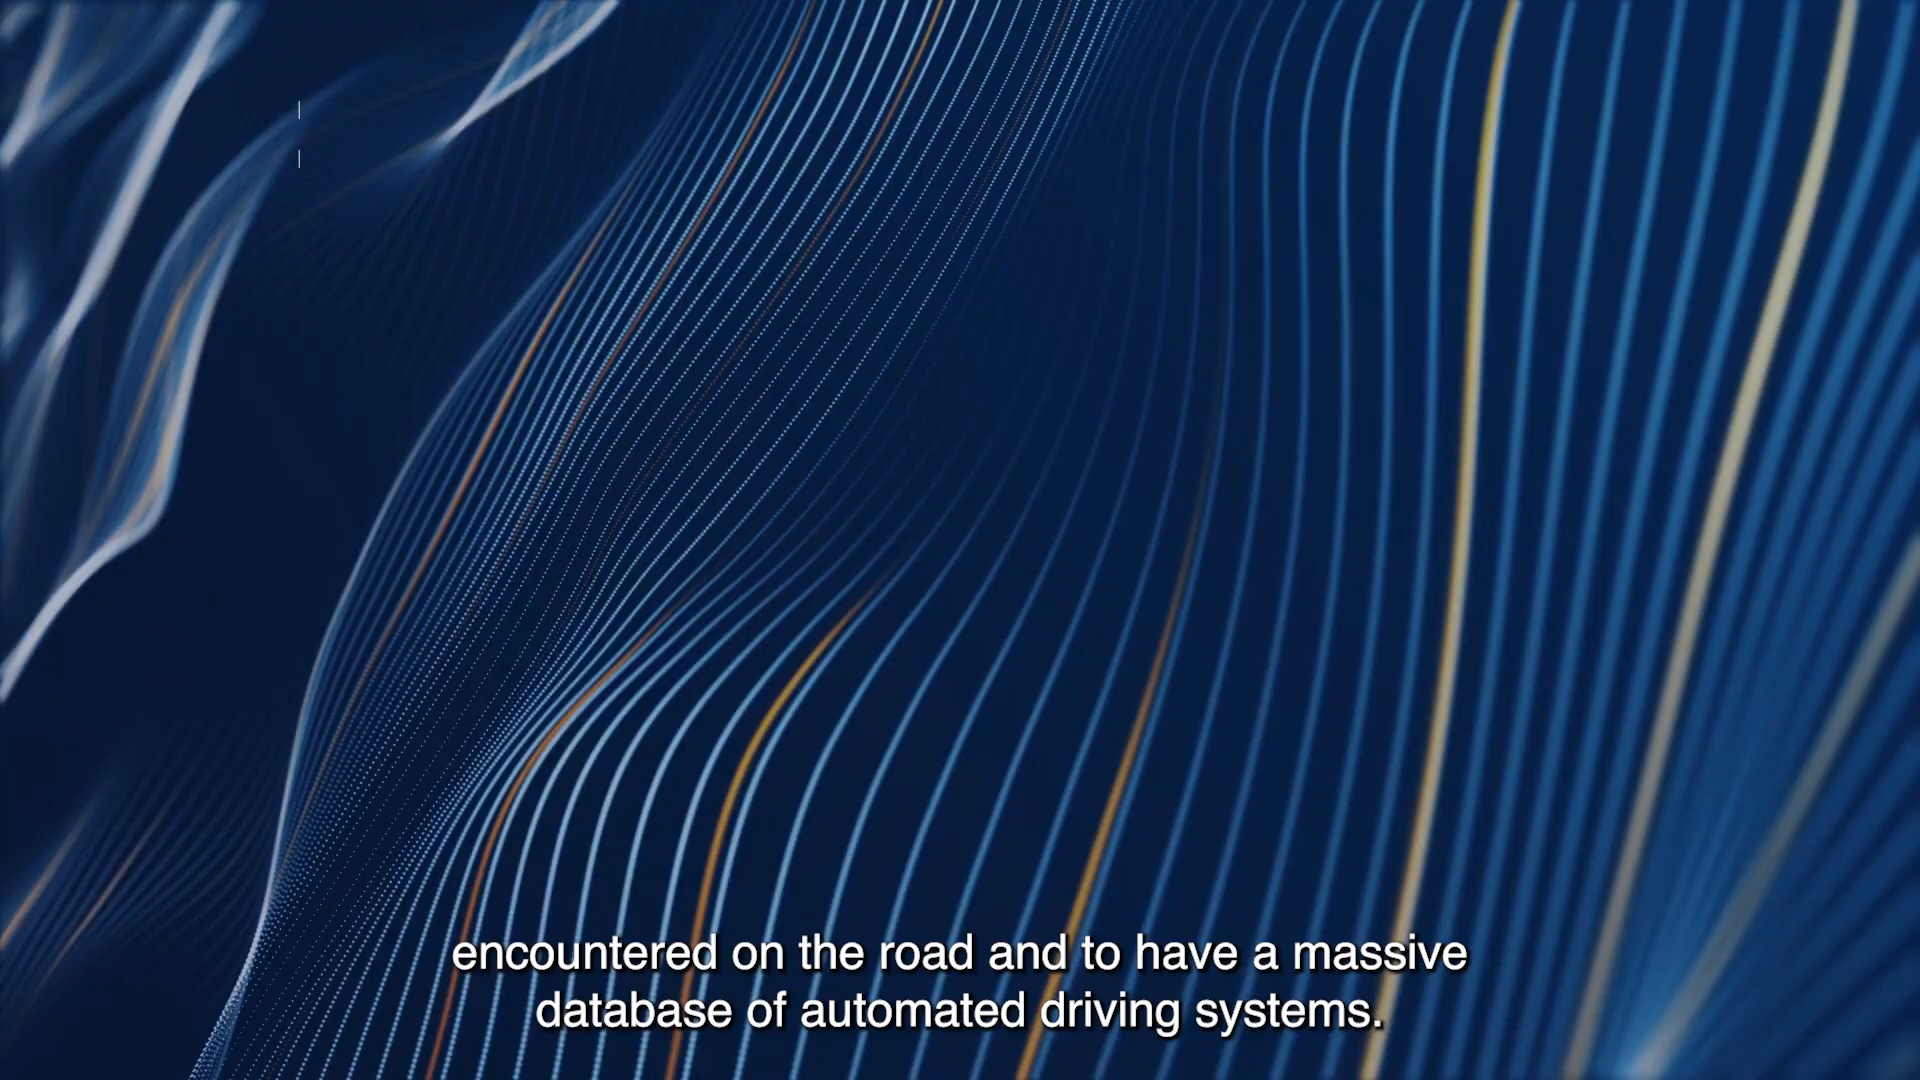 encountered on the road and to have a massive
database of automated driving systems.